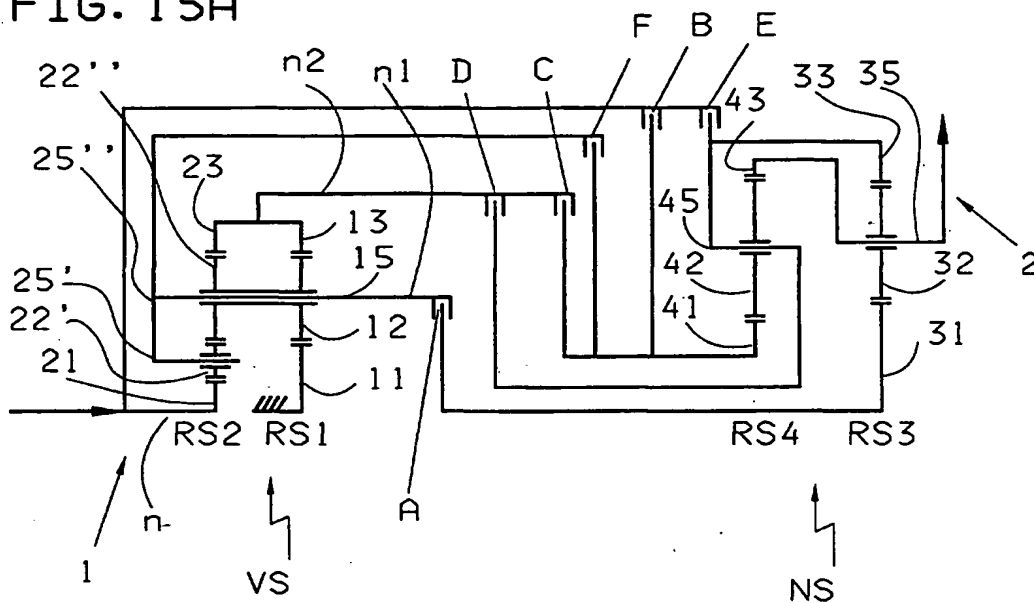 FIG. 15A
F B E
22'' n2 D n1 C 43 33 35
25'' 23 13 45
15
25' 42 32 2
22' 12 41
21 11 31
RS2 RS1 RS4 RS3
n A
1 VS NS